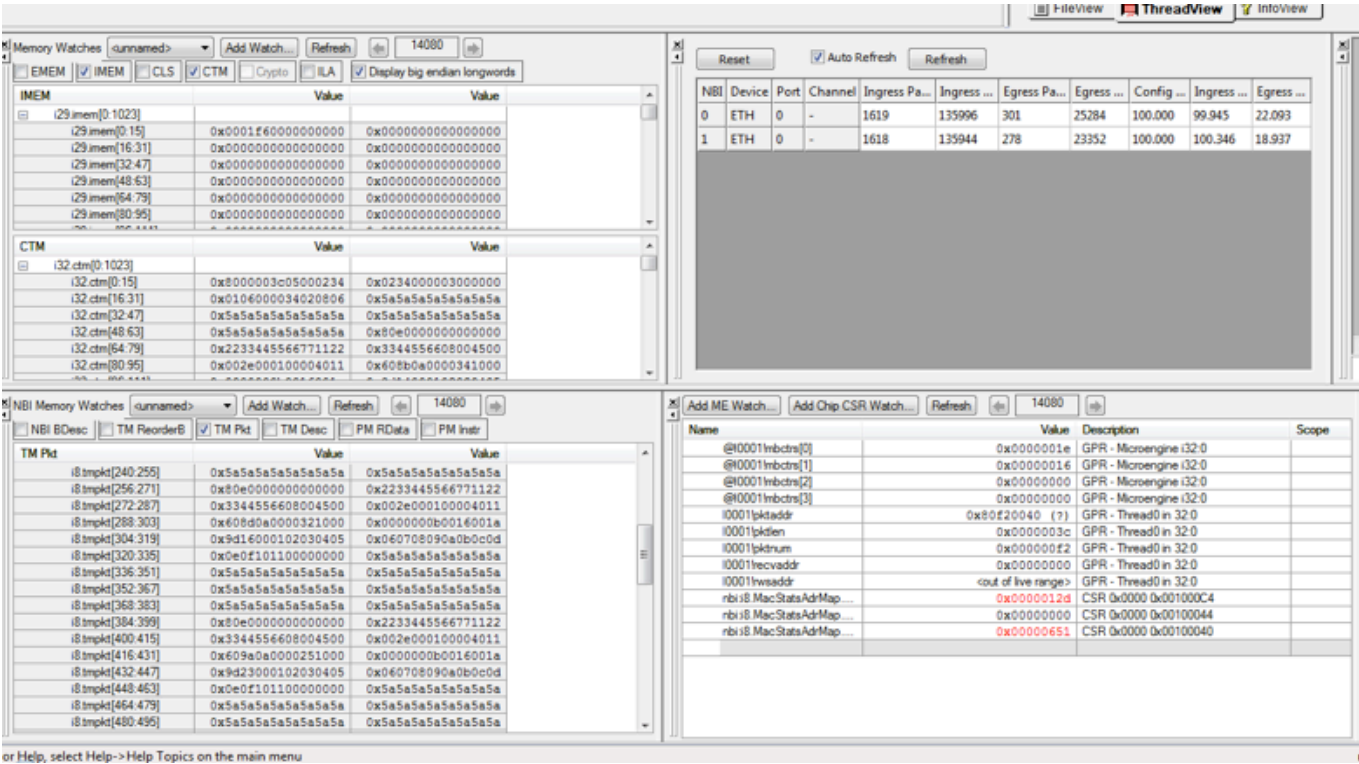 FileView ThreadView InfoView
Memory Watches <unnamed> Add Watch... Refresh 14080
EMEM IMEM CLS CTM Crypto ILA Display big endian longwords
IMEM Value Value
i29.imem[0:1023]
i29.imem[0:15] 0x0001f60000000000 0x0000000000000000
i29.imem[16:31] 0x0000000000000000 0x0000000000000000
i29.imem[32:47] 0x0000000000000000 0x0000000000000000
i29.imem[48:63] 0x0000000000000000 0x0000000000000000
i29.imem[64:79] 0x0000000000000000 0x0000000000000000
i29.imem[80:95] 0x0000000000000000 0x0000000000000000
CTM Value Value
i32.ctm[0:1023]
i32.ctm[0:15] 0x8000003c05000234 0x0234000003000000
i32.ctm[16:31] 0x0106000034020806 0x5a5a5a5a5a5a5a5a
i32.ctm[32:47] 0x5a5a5a5a5a5a5a5a 0x5a5a5a5a5a5a5a5a
i32.ctm[48:63] 0x5a5a5a5a5a5a5a5a 0x80e0000000000000
i32.ctm[64:79] 0x2233445566771122 0x3344556608004500
i32.ctm[80:95] 0x002e000100004011 0x608b0a0000341000
Reset Auto Refresh Refresh
NBI Device Port Channel Ingress Pa... Ingress ... Egress Pa... Egress ... Config ... Ingress ... Egress ...
0 ETH 0 - 1619 135996 301 25284 100.000 99.945 22.093
1 ETH 0 - 1618 135944 278 23352 100.000 100.346 18.937
NBI Memory Watches <unnamed> Add Watch... Refresh 14080
NBI BDesc TM ReorderB TM Pkt TM Desc PM RData PM Instr
TM Pkt Value Value
i8.tmpkt[240:255] 0x5a5a5a5a5a5a5a5a 0x5a5a5a5a5a5a5a5a
i8.tmpkt[256:271] 0x80e0000000000000 0x2233445566771122
i8.tmpkt[272:287] 0x3344556608004500 0x002e000100004011
i8.tmpkt[288:303] 0x608d0a0000321000 0x0000000b0016001a
i8.tmpkt[304:319] 0x9d16000102030405 0x060708090a0b0c0d
i8.tmpkt[320:335] 0x0e0f101100000000 0x5a5a5a5a5a5a5a5a
i8.tmpkt[336:351] 0x5a5a5a5a5a5a5a5a 0x5a5a5a5a5a5a5a5a
i8.tmpkt[352:367] 0x5a5a5a5a5a5a5a5a 0x5a5a5a5a5a5a5a5a
i8.tmpkt[368:383] 0x5a5a5a5a5a5a5a5a 0x5a5a5a5a5a5a5a5a
i8.tmpkt[384:399] 0x80e0000000000000 0x2233445566771122
i8.tmpkt[400:415] 0x3344556608004500 0x002e000100004011
i8.tmpkt[416:431] 0x609a0a0000251000 0x0000000b0016001a
i8.tmpkt[432:447] 0x9d23000102030405 0x060708090a0b0c0d
i8.tmpkt[448:463] 0x0e0f101100000000 0x5a5a5a5a5a5a5a5a
i8.tmpkt[464:479] 0x5a5a5a5a5a5a5a5a 0x5a5a5a5a5a5a5a5a
i8.tmpkt[480:495] 0x5a5a5a5a5a5a5a5a 0x5a5a5a5a5a5a5a5a
Add ME Watch... Add Chip CSR Watch... Refresh 14080
Name Value Description Scope
@l0001!mbctrs[0] 0x0000001e GPR - Microengine i32:0
@l0001!mbctrs[1] 0x00000016 GPR - Microengine i32:0
@l0001!mbctrs[2] 0x00000000 GPR - Microengine i32:0
@l0001!mbctrs[3] 0x00000000 GPR - Microengine i32:0
l0001!pktaddr 0x80f20040 (?) GPR - Thread0 in 32:0
l0001!pktlen 0x0000003c GPR - Thread0 in 32:0
l0001!pktnum 0x000000f2 GPR - Thread0 in 32:0
l0001!recvaddr 0x00000000 GPR - Thread0 in 32:0
l0001!rwsaddr <out of live range> GPR - Thread0 in 32:0
nbi:i8.MacStatsAdrMap.... 0x0000012d CSR 0x0000 0x001000C4
nbi:i8.MacStatsAdrMap.... 0x00000000 CSR 0x0000 0x00100044
nbi:i8.MacStatsAdrMap.... 0x00000651 CSR 0x0000 0x00100040
or Help, select Help->Help Topics on the main menu